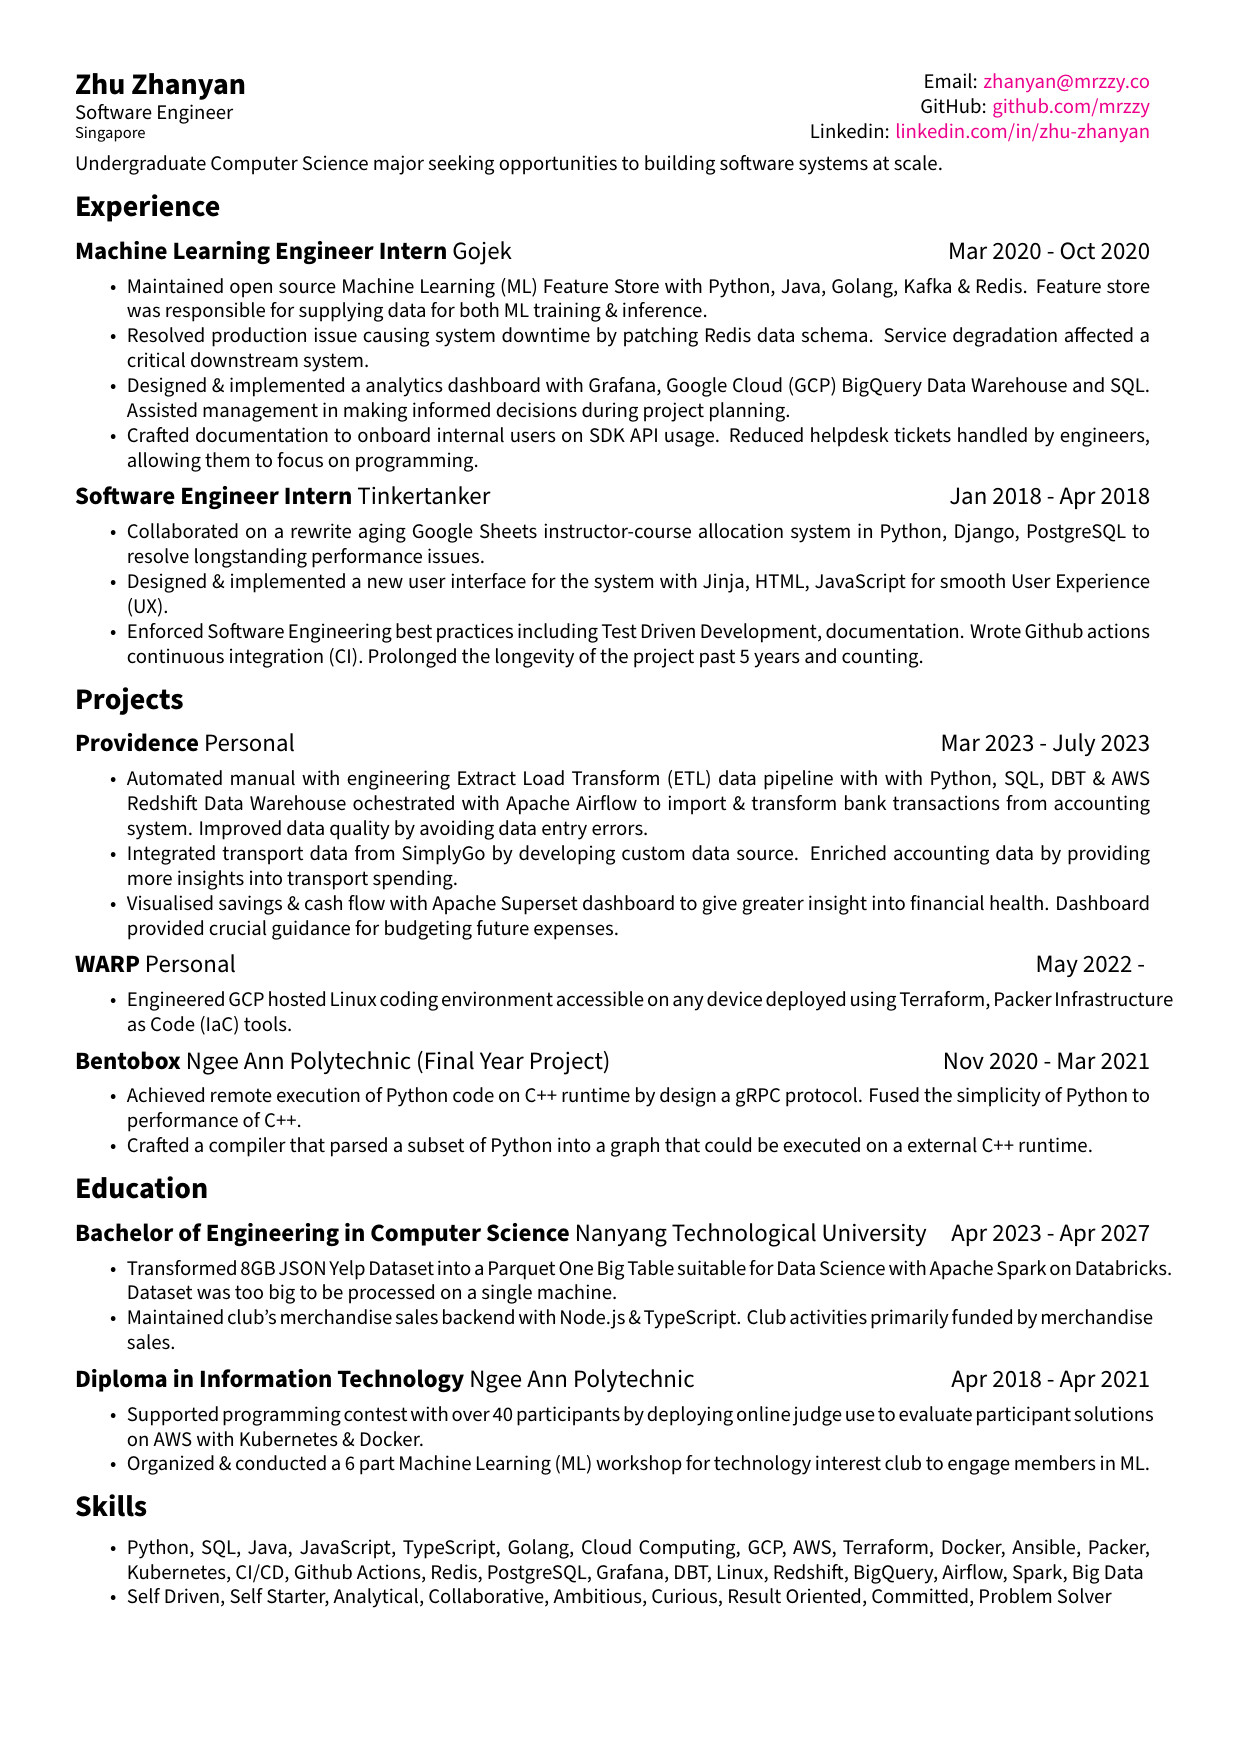 Zhu Zhanyan
Software Engineer
Singapore
Email: zhanyan@mrzzy.co
GitHub: github.com/mrzzy
Linkedin: linkedin.com/in/zhu-zhanyan
Undergraduate Computer Science major seeking opportunities to building software systems at scale.
Experience
Machine Learning Engineer Intern Gojek Mar 2020 - Oct 2020
• Maintained open source Machine Learning (ML) Feature Store with Python, Java, Golang, Kafka & Redis. Feature store
was responsible for supplying data for both ML training & inference.
• Resolved production issue causing system downtime by patching Redis data schema. Service degradation affected a
critical downstream system.
• Designed & implemented a analytics dashboard with Grafana, Google Cloud (GCP) BigQuery Data Warehouse and SQL.
Assisted management in making informed decisions during project planning.
• Crafted documentation to onboard internal users on SDK API usage. Reduced helpdesk tickets handled by engineers,
allowing them to focus on programming.
Software Engineer Intern Tinkertanker Jan 2018 - Apr 2018
• Collaborated on a rewrite aging Google Sheets instructor-course allocation system in Python, Django, PostgreSQL to
resolve longstanding performance issues.
• Designed & implemented a new user interface for the system with Jinja, HTML, JavaScript for smooth User Experience
(UX).
• Enforced Software Engineering best practices including Test Driven Development, documentation. Wrote Github actions
continuous integration (CI). Prolonged the longevity of the project past 5 years and counting.
Projects
Providence Personal Mar 2023 - July 2023
• Automated manual with engineering Extract Load Transform (ETL) data pipeline with with Python, SQL, DBT & AWS
Redshift Data Warehouse ochestrated with Apache Airflow to import & transform bank transactions from accounting
system. Improved data quality by avoiding data entry errors.
• Integrated transport data from SimplyGo by developing custom data source. Enriched accounting data by providing
more insights into transport spending.
• Visualised savings & cash flow with Apache Superset dashboard to give greater insight into financial health. Dashboard
provided crucial guidance for budgeting future expenses.
WARP Personal May 2022 -
• Engineered GCP hosted Linux coding environment accessible on any device deployed using Terraform, Packer Infrastructure
as Code (IaC) tools.
Bentobox Ngee Ann Polytechnic (Final Year Project) Nov 2020 - Mar 2021
• Achieved remote execution of Python code on C++ runtime by design a gRPC protocol. Fused the simplicity of Python to
performance of C++.
• Crafted a compiler that parsed a subset of Python into a graph that could be executed on a external C++ runtime.
Education
Bachelor of Engineering in Computer Science Nanyang Technological University Apr 2023 - Apr 2027
• Transformed 8GB JSON Yelp Dataset into a Parquet One Big Table suitable for Data Science with Apache Spark on Databricks.
Dataset was too big to be processed on a single machine.
• Maintained club's merchandise sales backend with Node.js & TypeScript. Club activities primarily funded by merchandise
sales.
Diploma in Information Technology Ngee Ann Polytechnic Apr 2018 - Apr 2021
• Supported programming contest with over 40 participants by deploying online judge use to evaluate participant solutions
on AWS with Kubernetes & Docker.
• Organized & conducted a 6 part Machine Learning (ML) workshop for technology interest club to engage members in ML.
Skills
• Python, SQL, Java, JavaScript, TypeScript, Golang, Cloud Computing, GCP, AWS, Terraform, Docker, Ansible, Packer,
Kubernetes, CI/CD, Github Actions, Redis, PostgreSQL, Grafana, DBT, Linux, Redshift, BigQuery, Airflow, Spark, Big Data
• Self Driven, Self Starter, Analytical, Collaborative, Ambitious, Curious, Result Oriented, Committed, Problem Solver